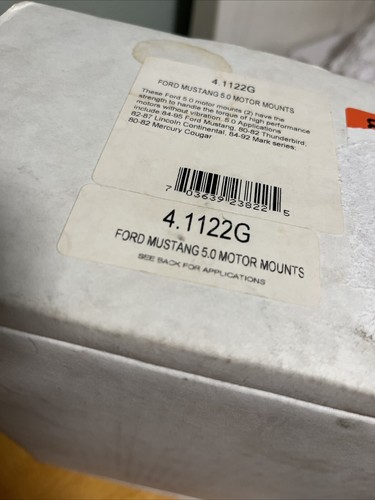 4.1122G
FORD MUSTANG 5.0 MOTOR MOUNTS
These Ford 5.0 motor mounts (2) have the
strength to handle the torque of high performance
motors without vibration. 5.0 Applications
include:84-95 Ford Mustang, 80-82 Thunderbird,
82-87 Lincoln Continental, 84-92 Mark series;
80-82 Mercury Cougar
7 03639 23822 5
4.1122G
FORD MUSTANG 5.0 MOTOR MOUNTS
SEE BACK FOR APPLICATIONS